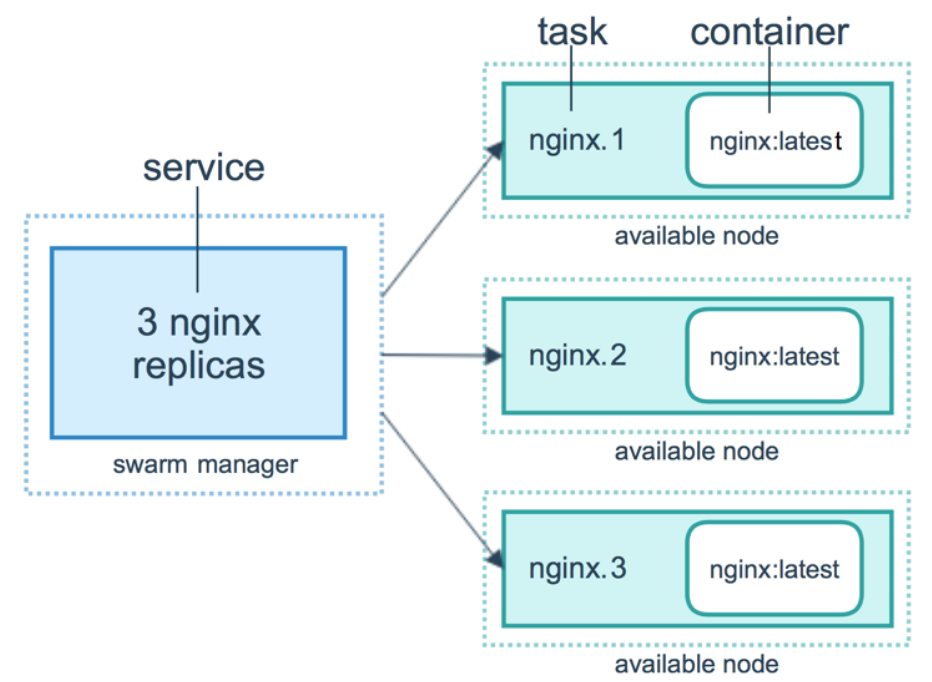 task
container
nginx.1
nginx:latest
available node
service
3 nginx
replicas
swarm manager
nginx.2
nginx:latest
available node
nginx.3
nginx:latest
available node